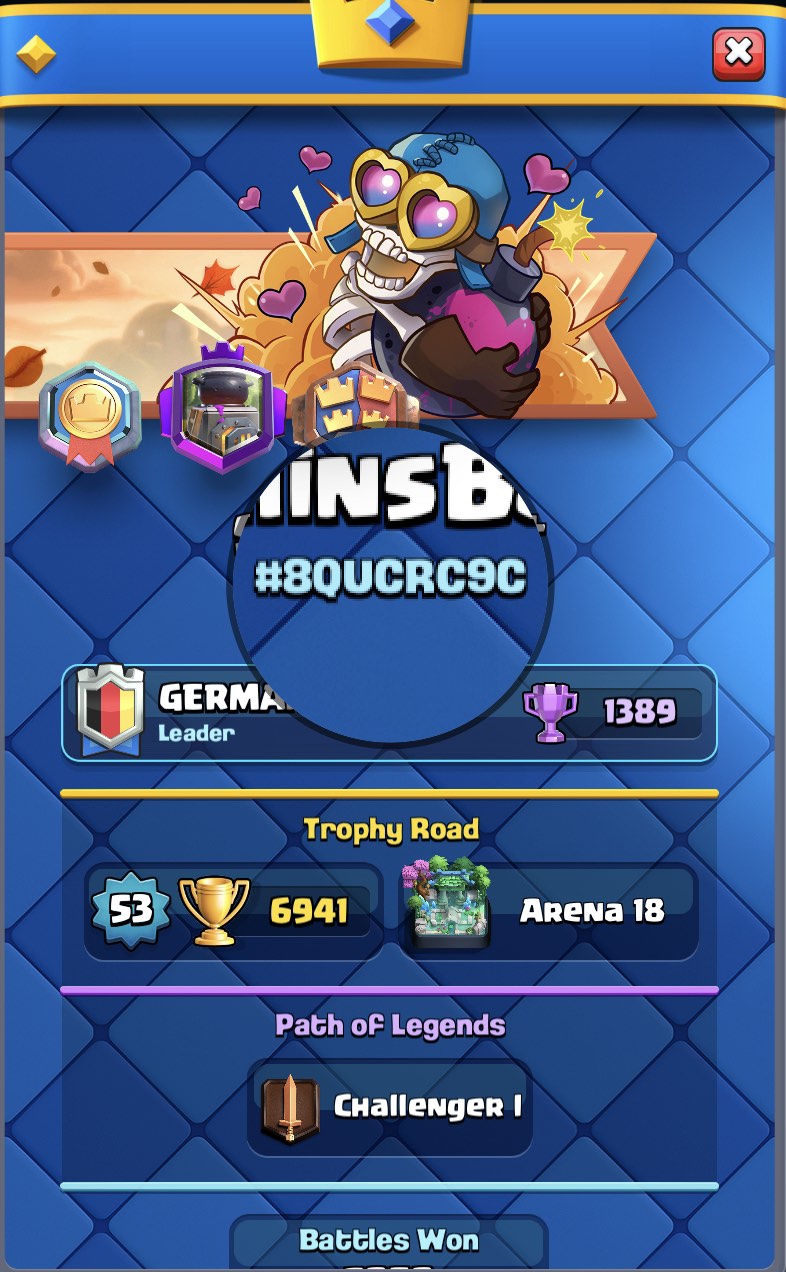 #8QUCRC9C
Leader
1389
Trophy Road
53
6941
Arena 18
Path of Legends
Challenger I
Battles Won